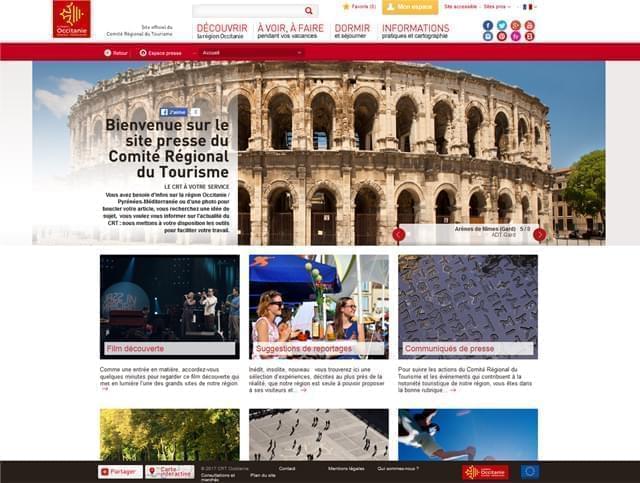 Occitanie
Site officiel du
Comité Régional du Tourisme
Favoris (0)
Mon espace
Site accessible
Sites pros
DÉCOUVRIR
la région Occitanie
À VOIR, À FAIRE
pendant vos vacances
DORMIR
et séjourner
INFORMATIONS
pratiques et cartographie
Retour
Espace presse
Accueil
J'aime
Bienvenue sur le
site presse du
Comité Régional
du Tourisme
LE CRT À VOTRE SERVICE
Vous avez besoin d'infos sur la région Occitanie /
Pyrénées-Méditerranée ou d'une photo pour
boucler votre article, vous recherchez une idée de
sujet, vous voulez vous informer sur l'actualité du
CRT : nous mettons à votre disposition les outils
pour faciliter votre travail.
Arènes de Nîmes (Gard) 5 / 8
ADT Gard
JAZZ IN
Film découverte
Suggestions de reportages
Communiqués de presse
Comme une entrée en matière, accordez-vous
quelques minutes pour regarder ce film découverte qui
met en lumière l'une des grands sites de notre région.
Inédit, insolite, nouveau vous trouverez ici une
sélection d'expériences, décrites au plus près de la
réalité, que notre région est seule à pouvoir proposer
à ses visiteurs et...
Pour suivre les actions du Comité Régional du
Tourisme et les événements qui contribuent à la
notoriété touristique de notre région, vous êtes dans
la bonne rubrique...
Partager
Carte interactive
© 2017 CRT Occitanie
Contact
Mentions légales
Qui sommes-nous ?
Consultations et marchés
Plan du site
Occitanie